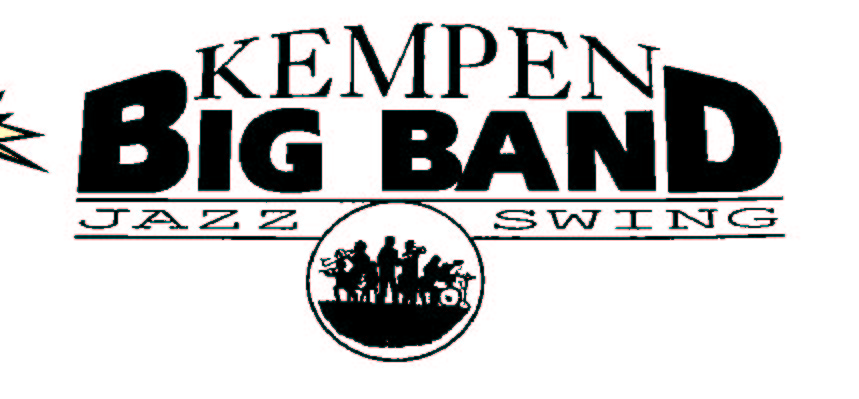 KEMPEN
BIG BAND
JAZZ SWING